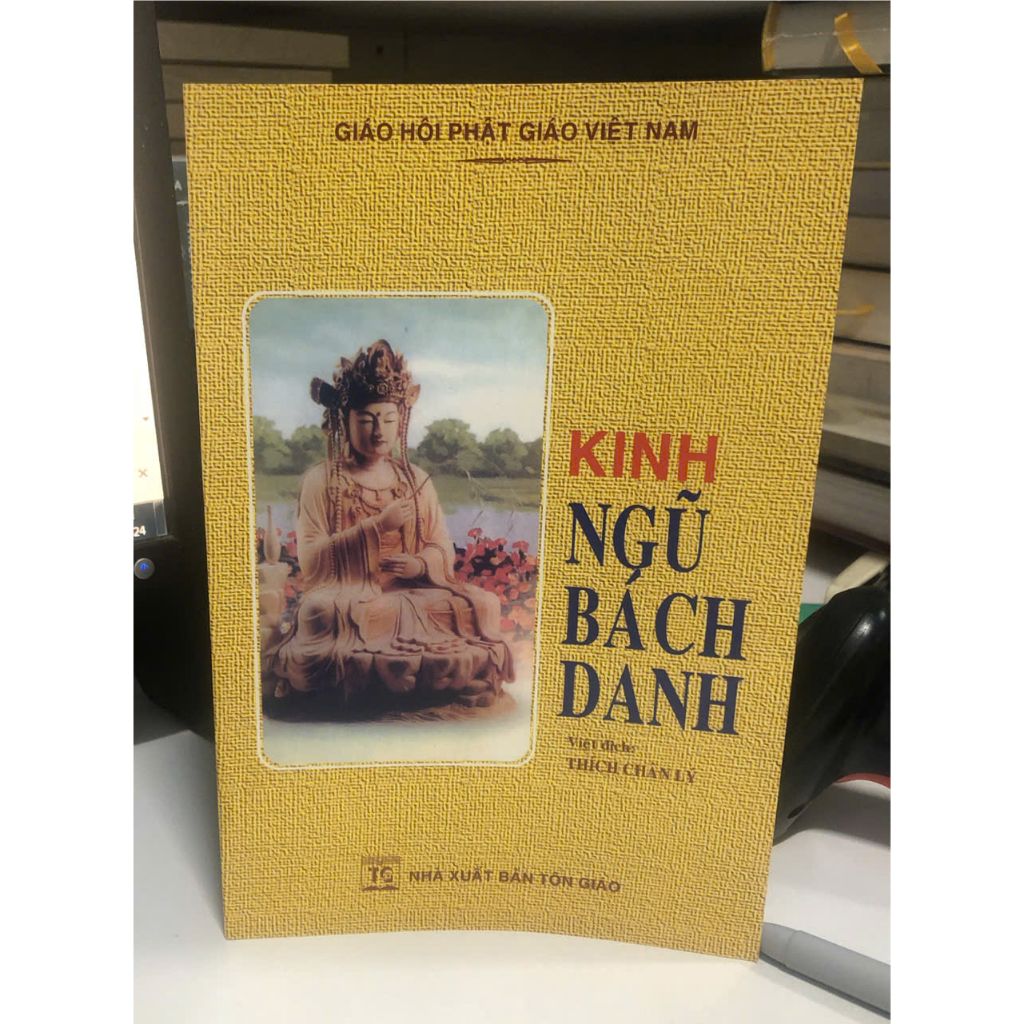 GIÁO HỘI PHẬT GIÁO VIỆT NAM
KINH
NGŨ
BÁCH
DANH
Việt dịch:
THÍCH CHÂN LÝ
TG
NHÀ XUẤT BẢN TÔN GIÁO
24